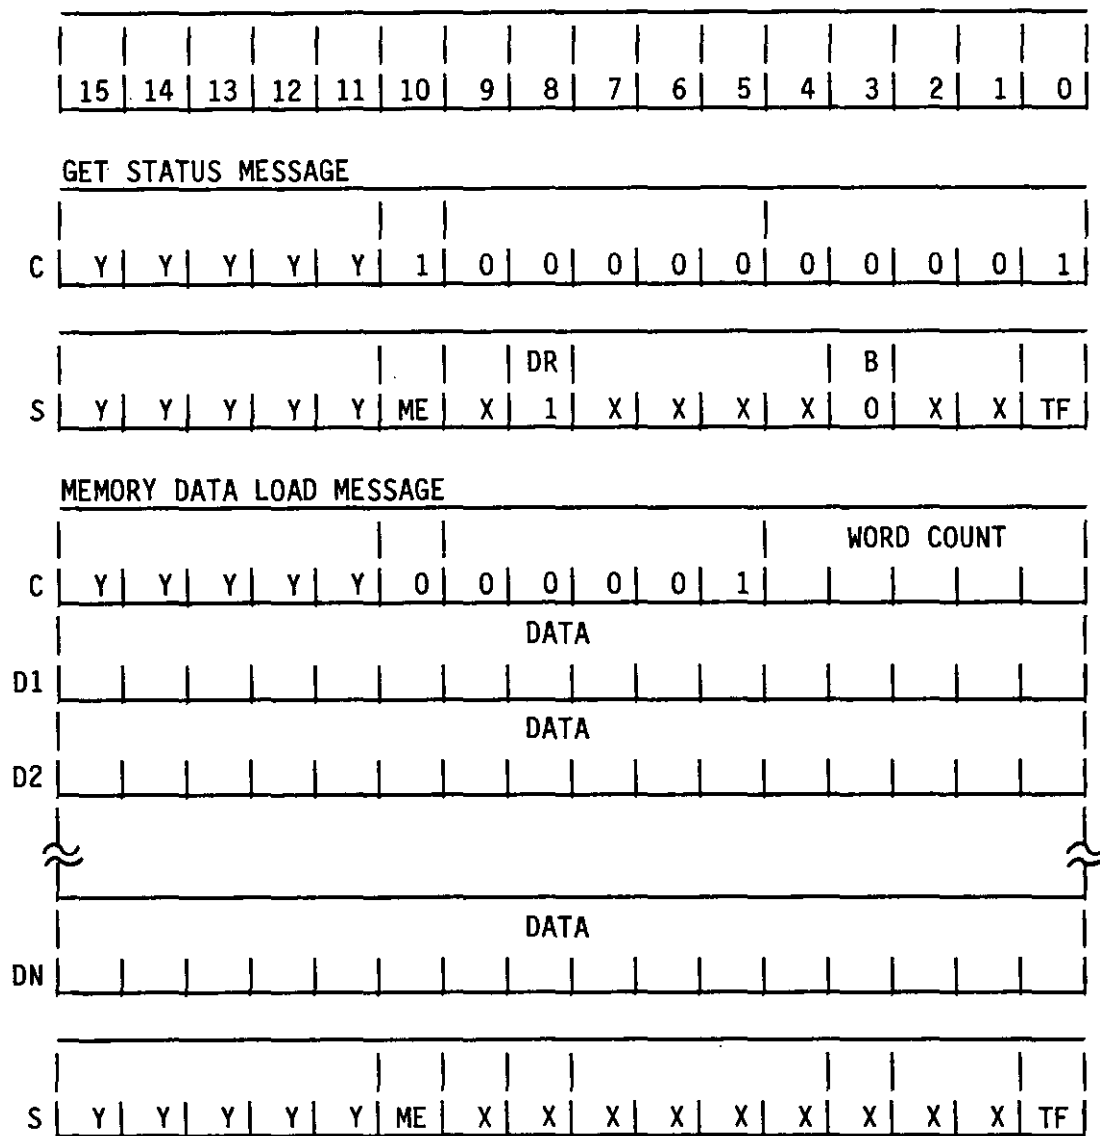 15 14 13 12 11 10 9 8 7 6 5 4 3 2 1 0
GET STATUS MESSAGE
C Y Y Y Y Y 1 0 0 0 0 0 0 0 0 0 1
DR B
S Y Y Y Y Y ME X 1 X X X X 0 X X TF
MEMORY DATA LOAD MESSAGE
WORD COUNT
C Y Y Y Y Y 0 0 0 0 0 1
DATA
D1
DATA
D2
DATA
DN
S Y Y Y Y Y ME X X X X X X X X X TF